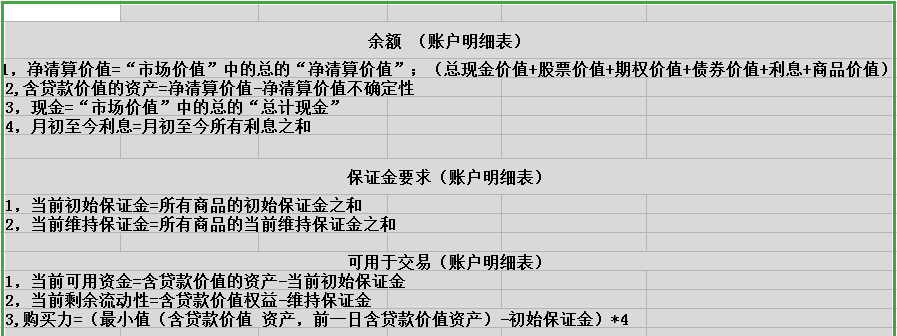 余额 （账户明细表）
1，净清算价值=“市场价值”中的总的“净清算价值”；（总现金价值+股票价值+期权价值+债券价值+利息+商品价值）
2,含贷款价值的资产=净清算价值-净清算价值不确定性
3，现金=“市场价值”中的总的“总计现金”
4，月初至今利息=月初至今所有利息之和
保证金要求（账户明细表）
1，当前初始保证金=所有商品的初始保证金之和
2，当前维持保证金=所有商品的当前维持保证金之和
可用于交易（账户明细表）
1，当前可用资金=含贷款价值的资产-当前初始保证金
2，当前剩余流动性=含贷款价值权益-维持保证金
3,购买力=（最小值（含贷款价值 资产，前一日含贷款价值资产）-初始保证金）*4